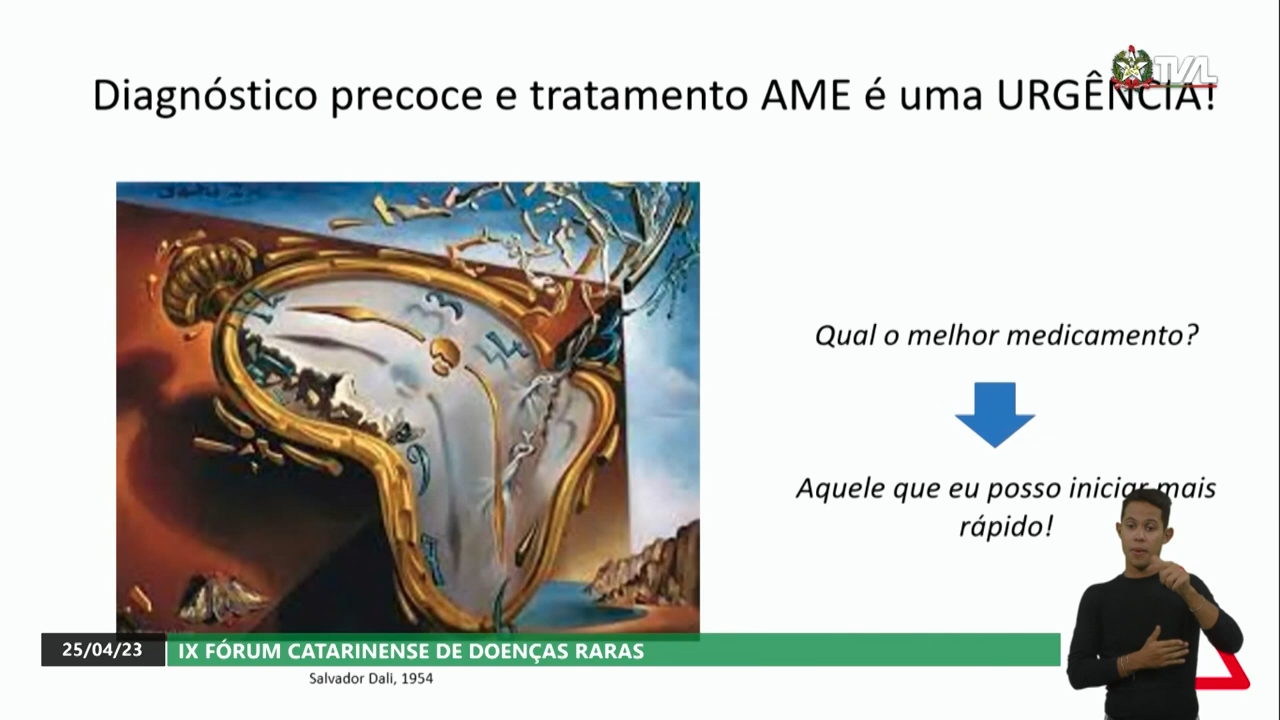 TVAL
Diagnóstico precoce e tratamento AME é uma URGÊNCIA!
Qual o melhor medicamento?
Aquele que eu posso iniciar mais
rápido!
25/04/23
IX FÓRUM CATARINENSE DE DOENÇAS RARAS
Salvador Dali, 1954